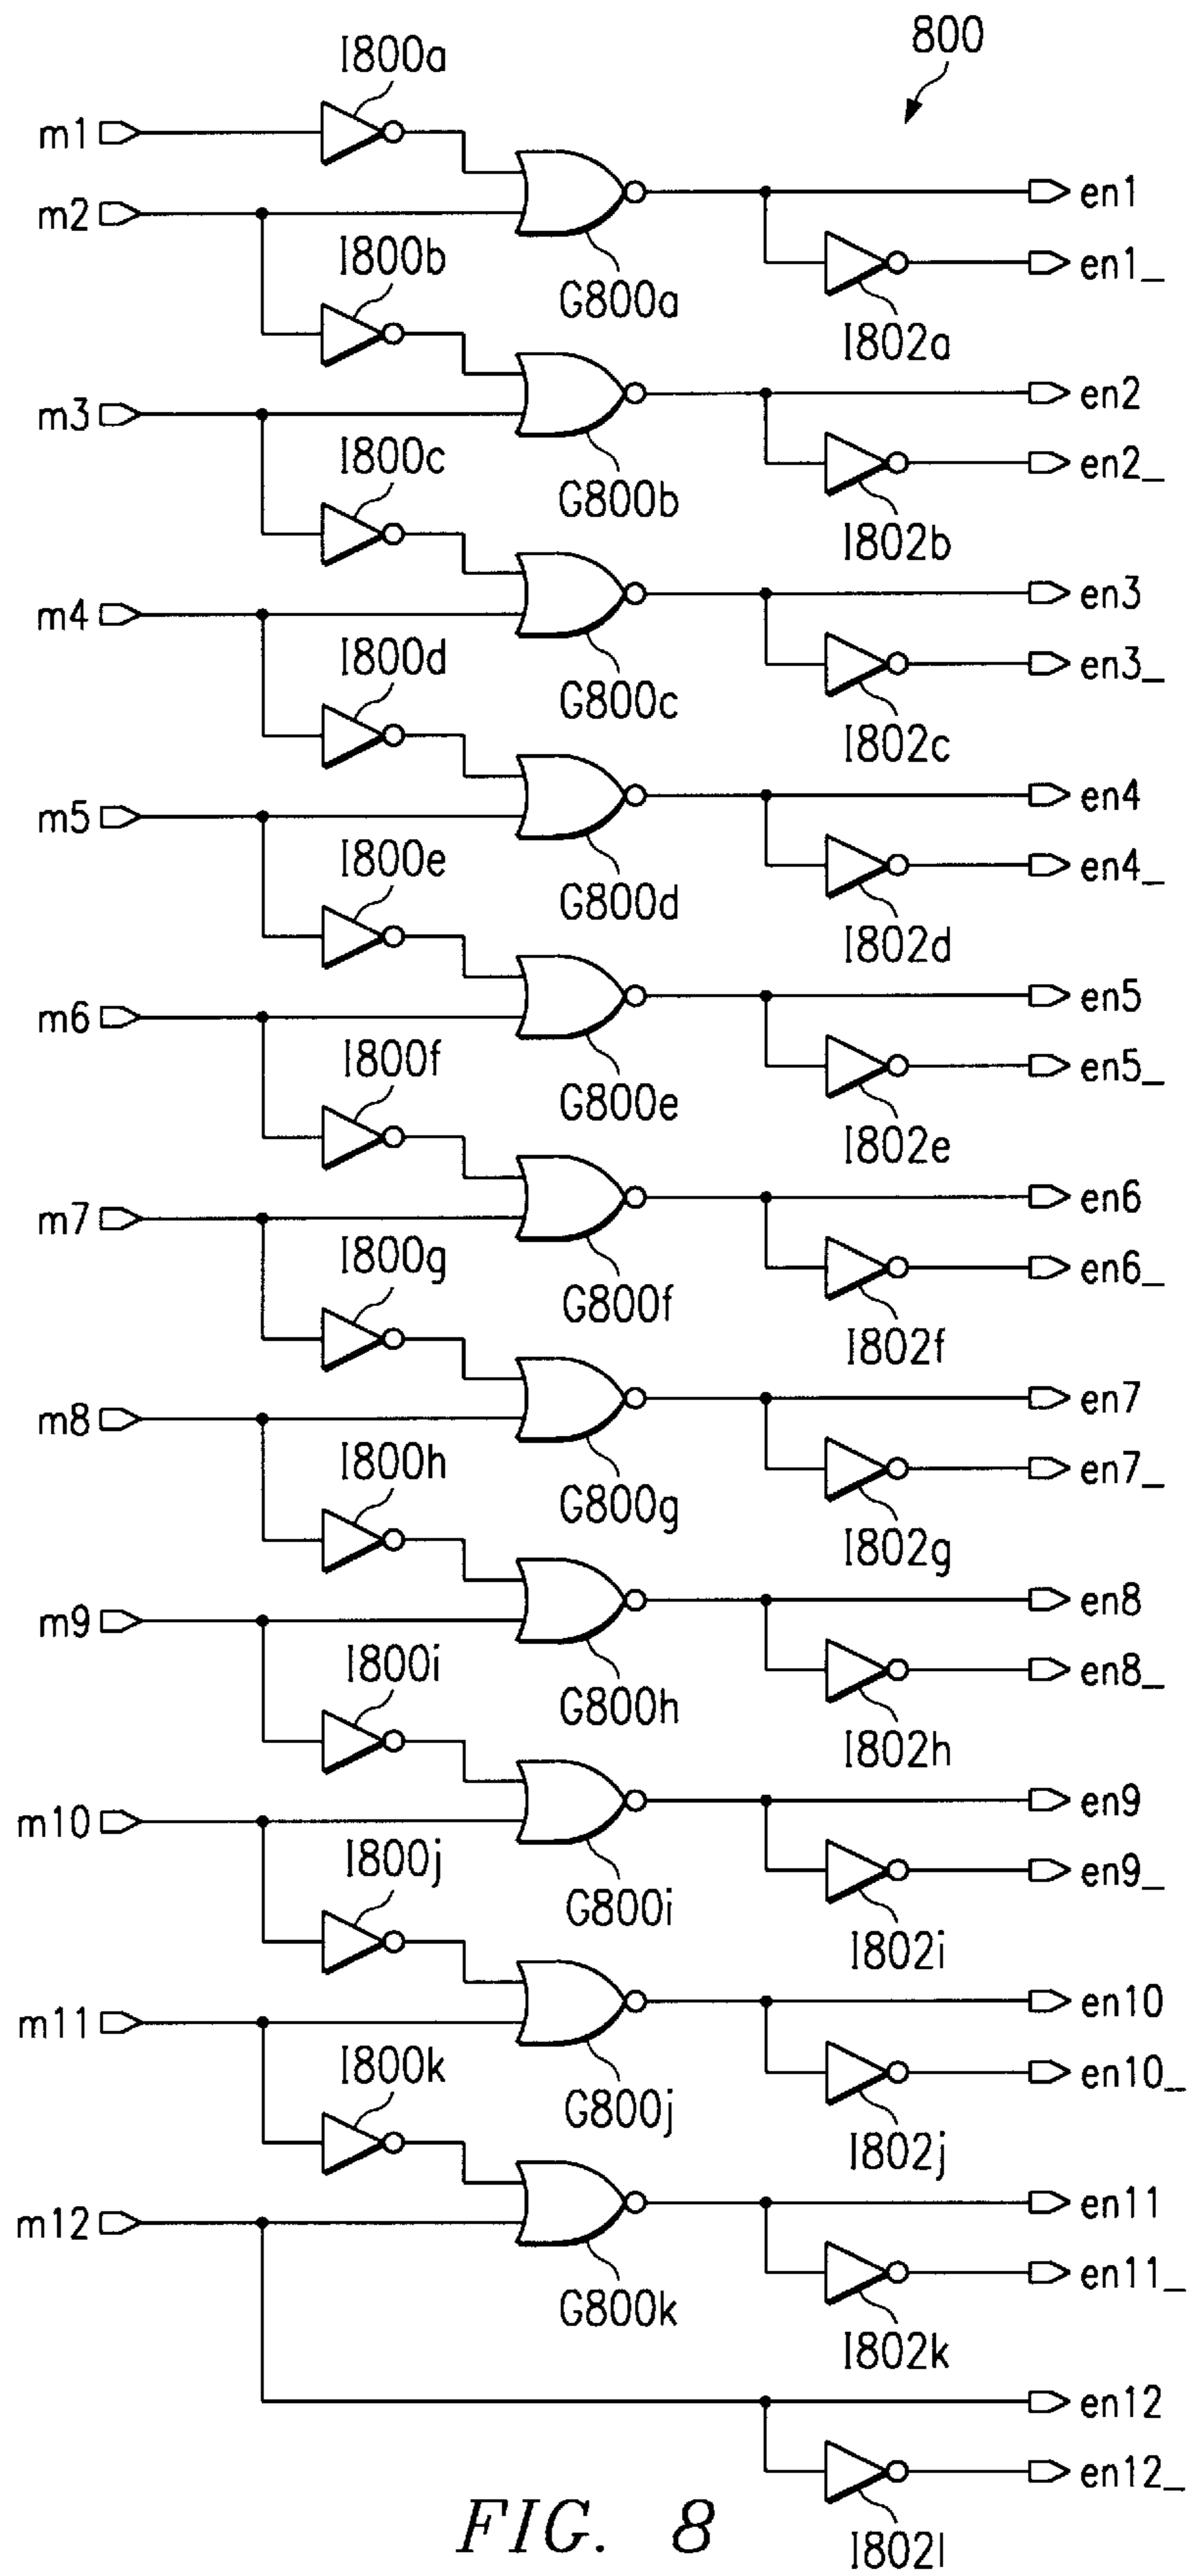 800
I800a
m1
m2
en1
I800b
en1_
G800a
I802a
m3
en2
I800c
en2_
G800b
I802b
m4
en3
I800d
en3_
G800c
I802c
m5
en4
I800e
en4_
G800d
I802d
m6
en5
I800f
en5_
G800e
I802e
m7
en6
I800g
en6_
G800f
I802f
m8
en7
I800h
en7_
G800g
I802g
m9
en8
I800i
en8_
G800h
I802h
m10
en9
I800j
en9_
G800i
I802i
m11
en10
I800k
en10_
G800j
I802j
m12
en11
en11_
G800k
I802k
en12
en12_
I802l
FIG. 8